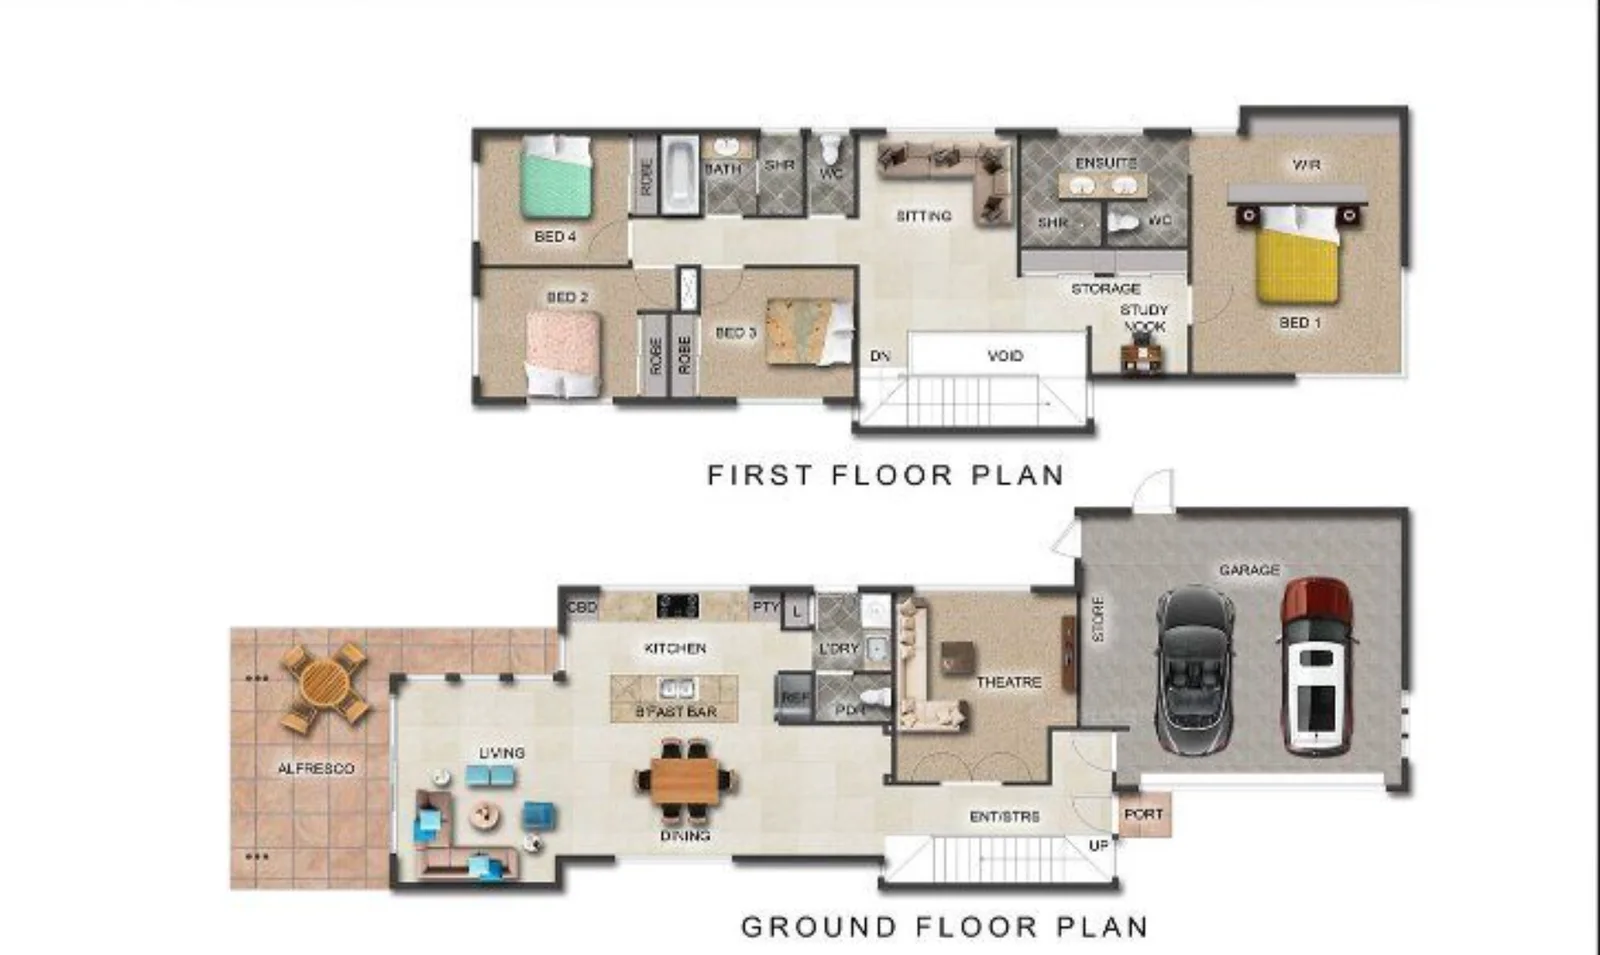 ROBE
BATH
SHR
WC
ENSUITE
WIR
BED 4
SITTING
SHR
WC
BED 2
STORAGE
BED 3
STUDY
NOOK
BED 1
ROBE
ROBE
DN
VOID
FIRST FLOOR PLAN
GARAGE
CBD
PTY
L
STORE
KITCHEN
L'DRY
THEATRE
REF
B'FAST BAR
PDR
LIVING
ALFRESCO
DINING
ENT/STRS
PORT
UP
GROUND FLOOR PLAN